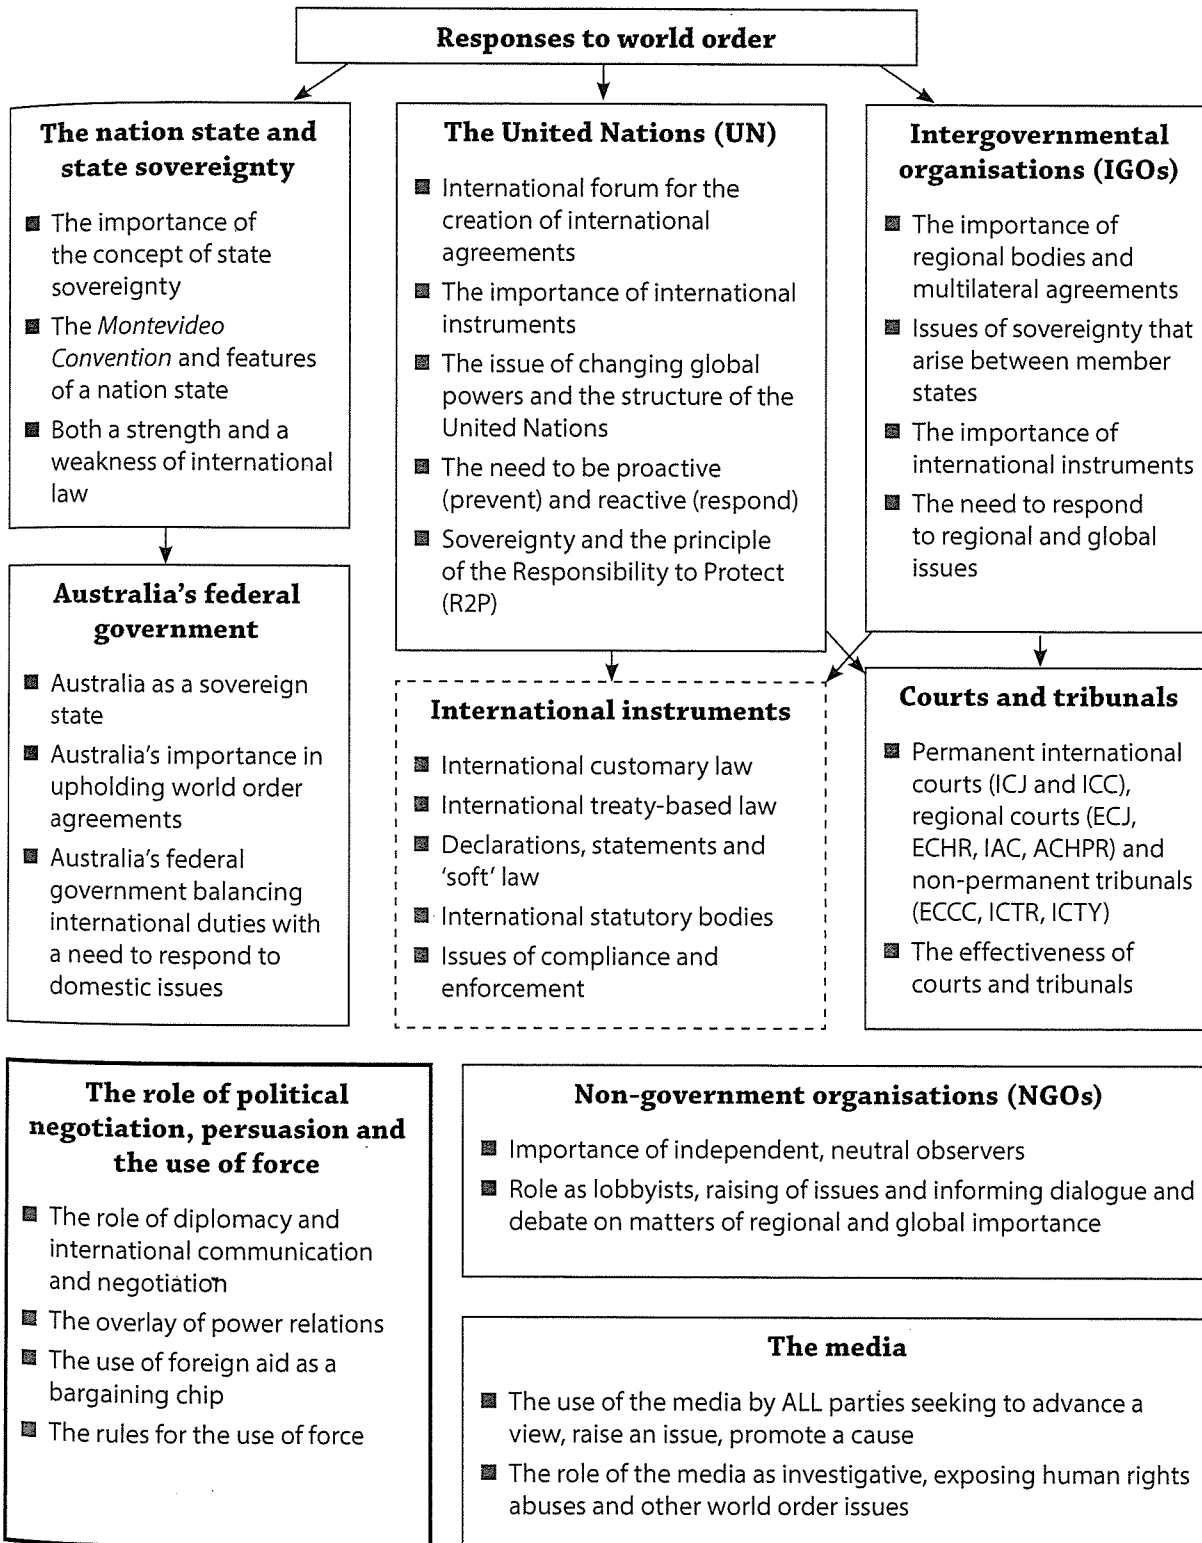 Responses to world order
The nation state and
state sovereignty
■ The importance of
the concept of state
sovereignty
■ The Montevideo
Convention and features
of a nation state
■ Both a strength and a
weakness of international
law
The United Nations (UN)
■ International forum for the
creation of international
agreements
■ The importance of international
instruments
■ The issue of changing global
powers and the structure of the
United Nations
■ The need to be proactive
(prevent) and reactive (respond)
■ Sovereignty and the principle
of the Responsibility to Protect
(R2P)
Intergovernmental
organisations (IGOs)
■ The importance of
regional bodies and
multilateral agreements
■ Issues of sovereignty that
arise between member
states
■ The importance of
international instruments
■ The need to respond
to regional and global
issues
Australia's federal
government
■ Australia as a sovereign
state
■ Australia's importance in
upholding world order
agreements
■ Australia's federal
government balancing
international duties with
a need to respond to
domestic issues
International instruments
■ International customary law
■ International treaty-based law
■ Declarations, statements and
'soft' law
■ International statutory bodies
■ Issues of compliance and
enforcement
Courts and tribunals
■ Permanent international
courts (ICJ and ICC),
regional courts (ECJ,
ECHR, IAC, ACHPR) and
non-permanent tribunals
(ECCC, ICTR, ICTY)
■ The effectiveness of
courts and tribunals
The role of political
negotiation, persuasion and
the use of force
■ The role of diplomacy and
international communication
and negotiation
■ The overlay of power relations
■ The use of foreign aid as a
bargaining chip
■ The rules for the use of force
Non-government organisations (NGOs)
■ Importance of independent, neutral observers
■ Role as lobbyists, raising of issues and informing dialogue and
debate on matters of regional and global importance
The media
■ The use of the media by ALL parties seeking to advance a
view, raise an issue, promote a cause
■ The role of the media as investigative, exposing human rights
abuses and other world order issues